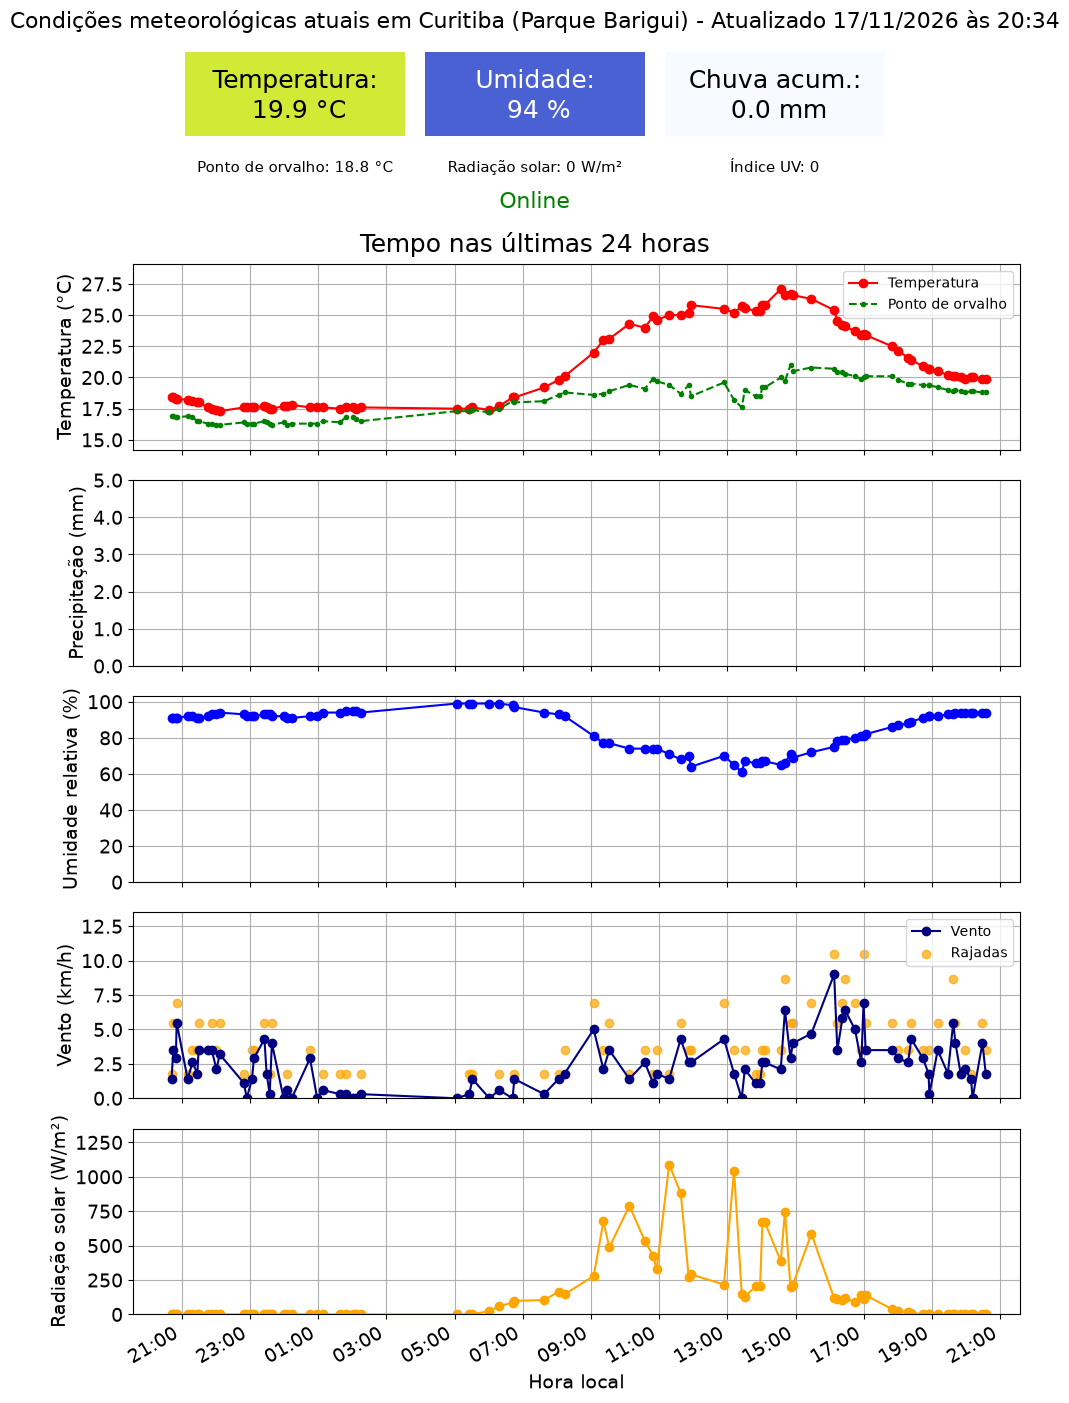 Condições meteorológicas atuais em Curitiba (Parque Barigui) - Atualizado 17/11/2026 às 20:34
Temperatura:
19.9 °C
Umidade:
94 %
Chuva acum.:
0.0 mm
Ponto de orvalho: 18.8 °C
Radiação solar: 0 W/m²
Índice UV: 0
Online
Tempo nas últimas 24 horas
Temperatura (°C)
27.5
25.0
22.5
20.0
17.5
15.0
Temperatura
Ponto de orvalho
Precipitação (mm)
5.0
4.0
3.0
2.0
1.0
0.0
Umidade relativa (%)
100
80
60
40
20
0
Vento (km/h)
12.5
10.0
7.5
5.0
2.5
0.0
Vento
Rajadas
Radiação solar (W/m²)
1250
1000
750
500
250
0
21:00
23:00
01:00
03:00
05:00
07:00
09:00
11:00
13:00
15:00
17:00
19:00
21:00
Hora local